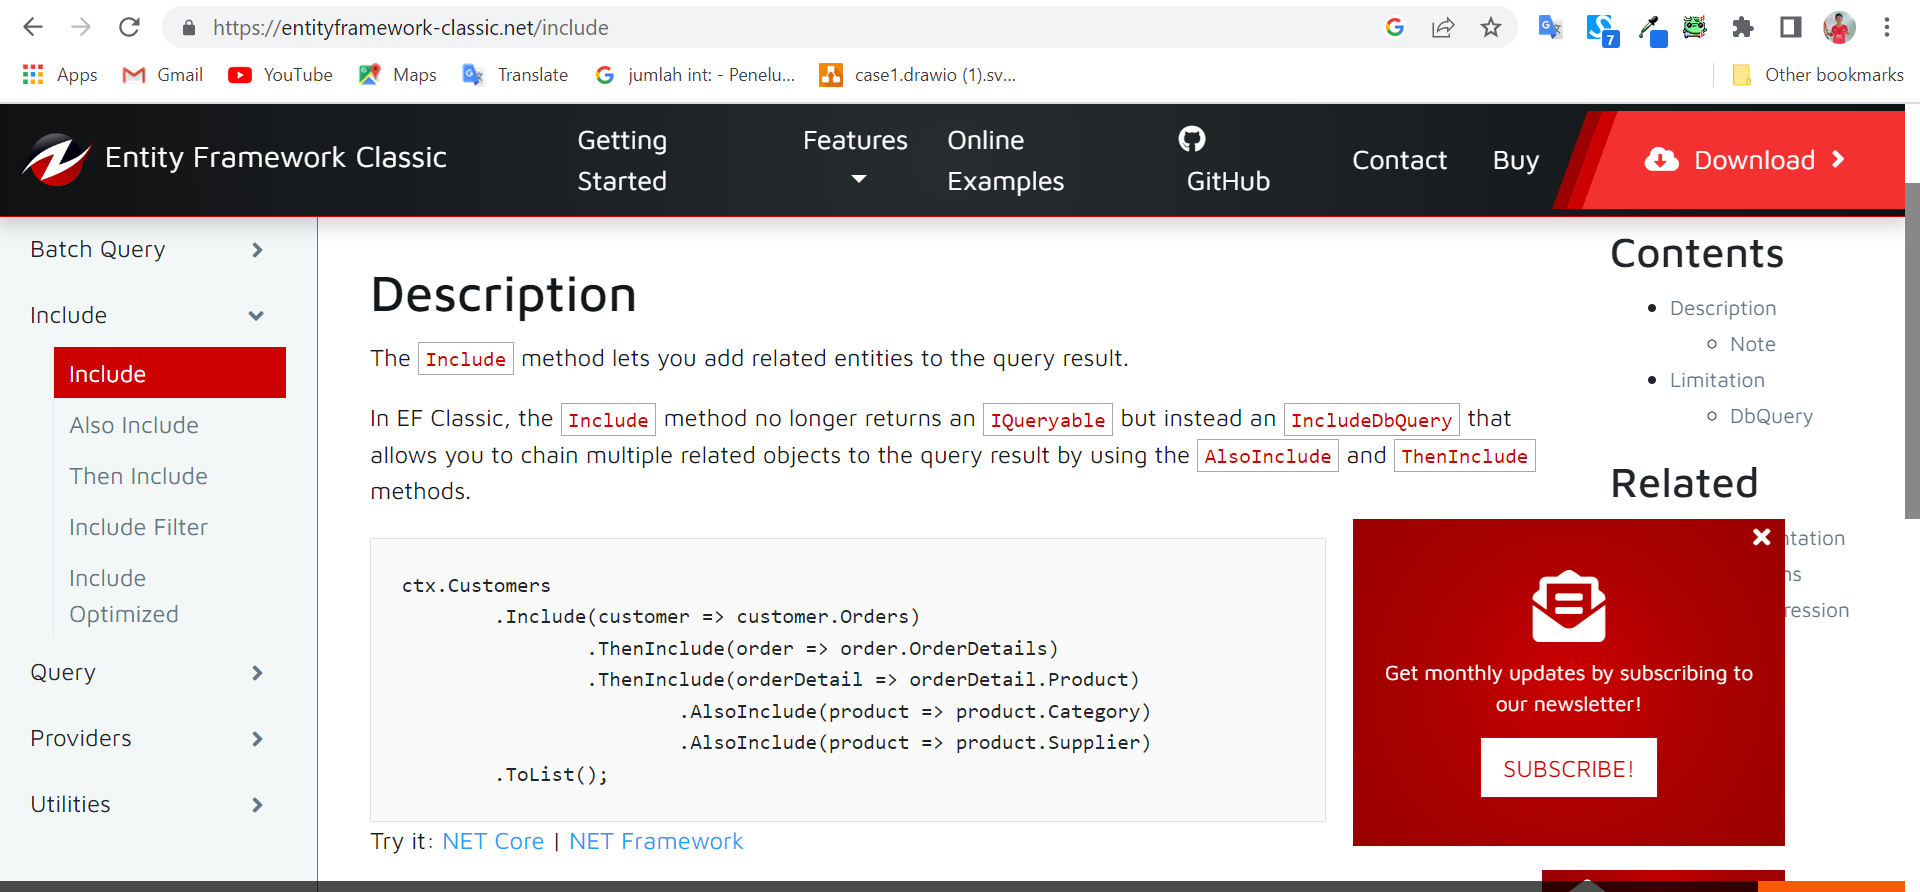 https://entityframework-classic.net/include
7
Apps
Gmail
YouTube
Maps
Translate
jumlah int: - Penelu...
case1.drawio (1).sv...
Other bookmarks
Entity Framework Classic
Getting
Started
Features
Online
Examples
GitHub
Contact
Buy
Download
Batch Query
Include
Include
Also Include
Then Include
Include Filter
Include
Optimized
Query
Providers
Utilities
Description
The Include method lets you add related entities to the query result.
In EF Classic, the Include method no longer returns an IQueryable but instead an IncludeDbQuery that
allows you to chain multiple related objects to the query result by using the AlsoInclude and ThenInclude
methods.
ctx.Customers
.Include(customer => customer.Orders)
.ThenInclude(order => order.OrderDetails)
.ThenInclude(orderDetail => orderDetail.Product)
.AlsoInclude(product => product.Category)
.AlsoInclude(product => product.Supplier)
.ToList();
Try it: NET Core | NET Framework
Contents
Description
Note
Limitation
DbQuery
Related
ntation
ns
ression
Get monthly updates by subscribing to
our newsletter!
SUBSCRIBE!